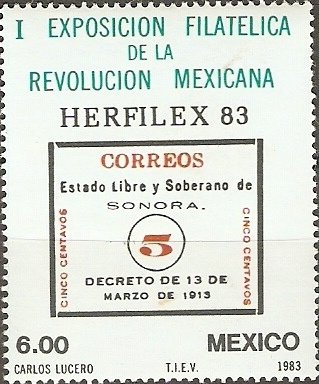 I EXPOSICION FILATELICA
DE LA
REVOLUCION MEXICANA
HERFILEX 83
CORREOS
Estado Libre y Soberano de
SONORA.
CINCO CENTAVOS
5
CINCO CENTAVOS
DECRETO DE 13 DE
MARZO DE 1913
6.00 MEXICO
CARLOS LUCERO T.I.E.V. 1983